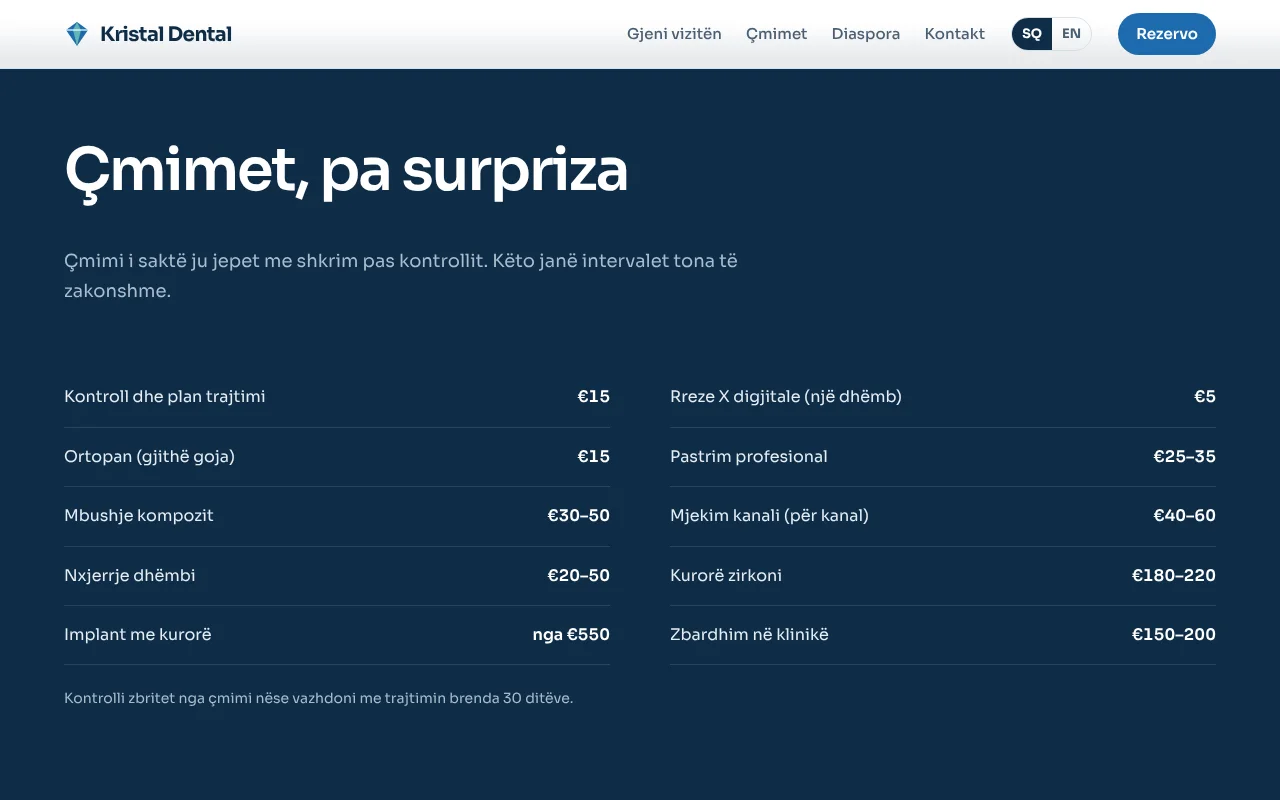 Kristal Dental
Gjeni vizitën
Çmimet
Diaspora
Kontakt
SQ
EN
Rezervo
Çmimet, pa surpriza
Çmimi i saktë ju jepet me shkrim pas kontrollit. Këto janë intervalet tona të
zakonshme.
Kontroll dhe plan trajtimi €15
Rreze X digjitale (një dhëmb) €5
Ortopan (gjithë goja) €15
Pastrim profesional €25–35
Mbushje kompozit €30–50
Mjekim kanali (për kanal) €40–60
Nxjerrje dhëmbi €20–50
Kurorë zirkoni €180–220
Implant me kurorë nga €550
Zbardhim në klinikë €150–200
Kontrolli zbritet nga çmimi nëse vazhdoni me trajtimin brenda 30 ditëve.